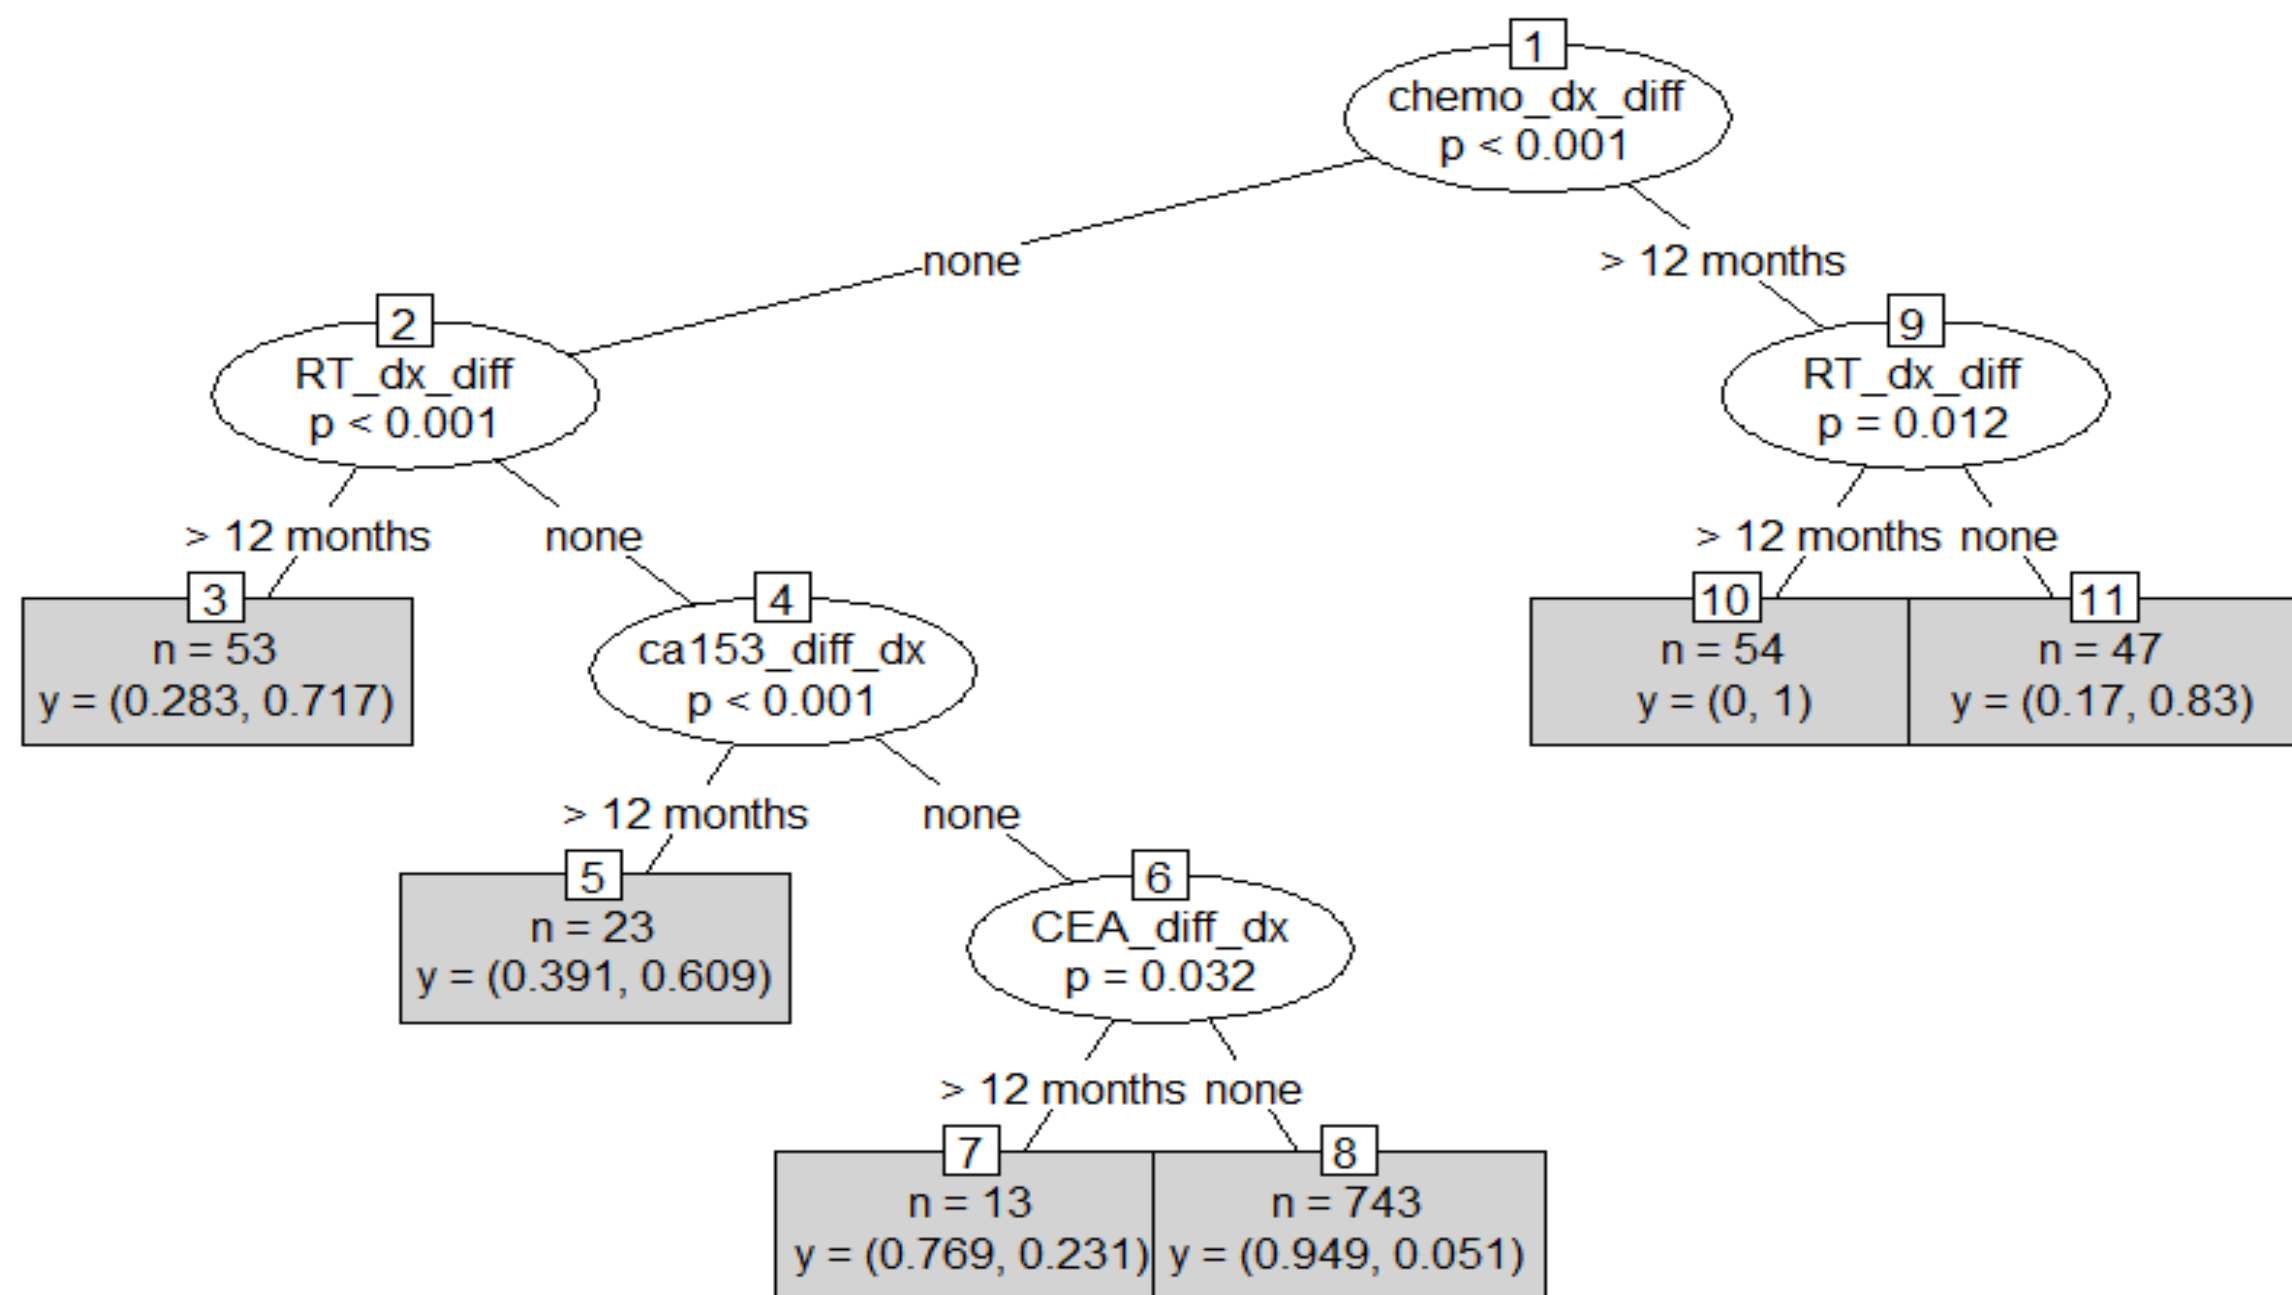 1
chemo_dx_diff
p < 0.001
none
> 12 months
2
RT_dx_diff
p < 0.001
9
RT_dx_diff
p = 0.012
> 12 months
none
> 12 months
none
3
n = 53
y = (0.283, 0.717)
4
ca153_diff_dx
p < 0.001
10
n = 54
y = (0, 1)
11
n = 47
y = (0.17, 0.83)
> 12 months
none
5
n = 23
y = (0.391, 0.609)
6
CEA_diff_dx
p = 0.032
> 12 months
none
7
n = 13
y = (0.769, 0.231)
8
n = 743
y = (0.949, 0.051)